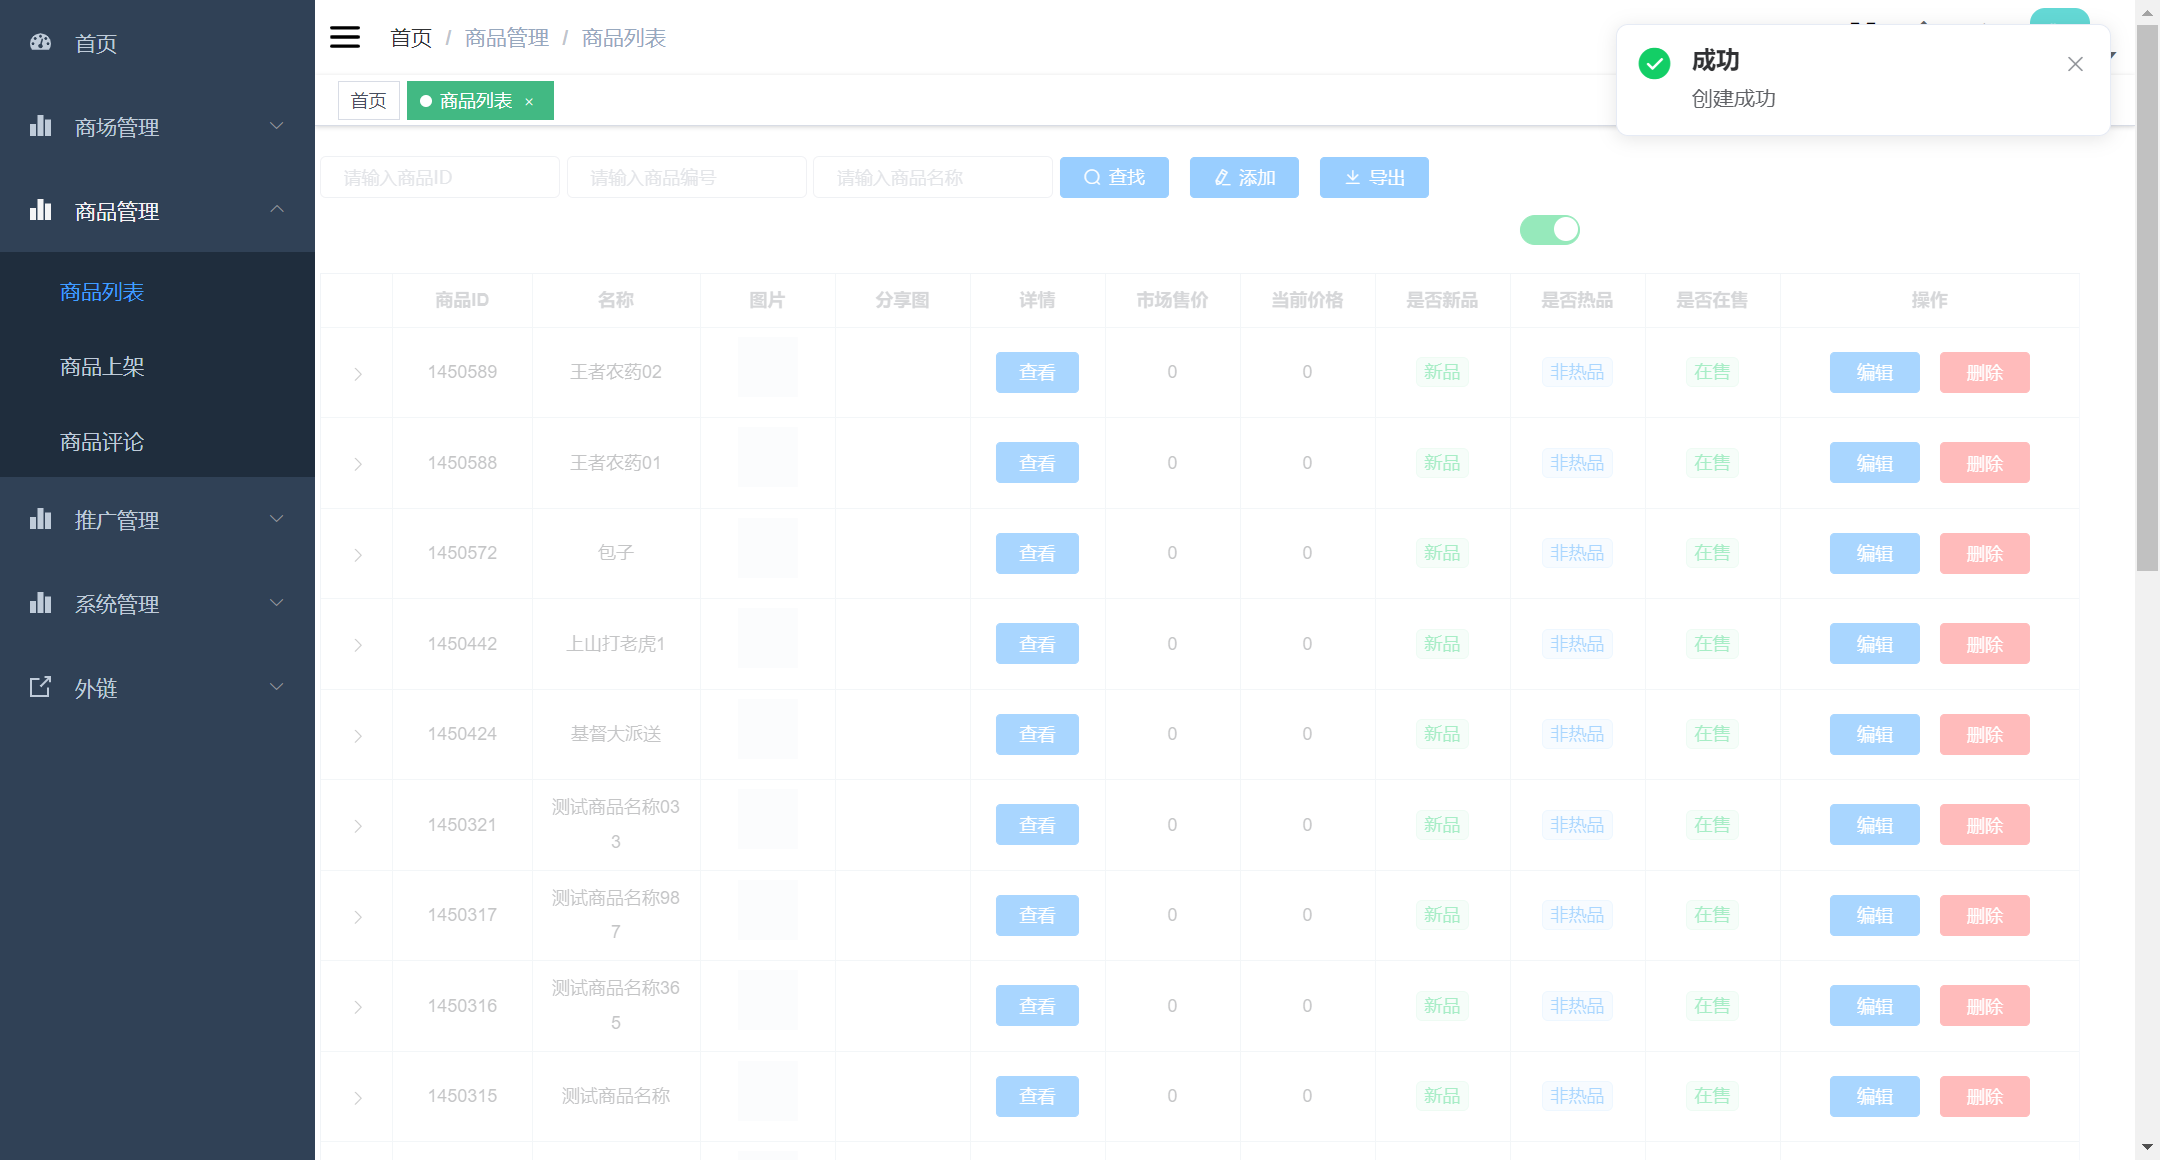 首页
商场管理
商品管理
商品列表
商品上架
商品评论
推广管理
系统管理
外链
首页 / 商品管理 / 商品列表
首页 商品列表 ×
成功
创建成功
请输入商品ID 请输入商品编号 请输入商品名称 查找 添加 导出
商品ID 名称 图片 分享图 详情 市场售价 当前价格 是否新品 是否热品 是否在售 操作
1450589 王者农药02 查看 0 0 新品 非热品 在售 编辑 删除
1450588 王者农药01 查看 0 0 新品 非热品 在售 编辑 删除
1450572 包子 查看 0 0 新品 非热品 在售 编辑 删除
1450442 上山打老虎1 查看 0 0 新品 非热品 在售 编辑 删除
1450424 基督大派送 查看 0 0 新品 非热品 在售 编辑 删除
1450321 测试商品名称033 查看 0 0 新品 非热品 在售 编辑 删除
1450317 测试商品名称987 查看 0 0 新品 非热品 在售 编辑 删除
1450316 测试商品名称365 查看 0 0 新品 非热品 在售 编辑 删除
1450315 测试商品名称 查看 0 0 新品 非热品 在售 编辑 删除